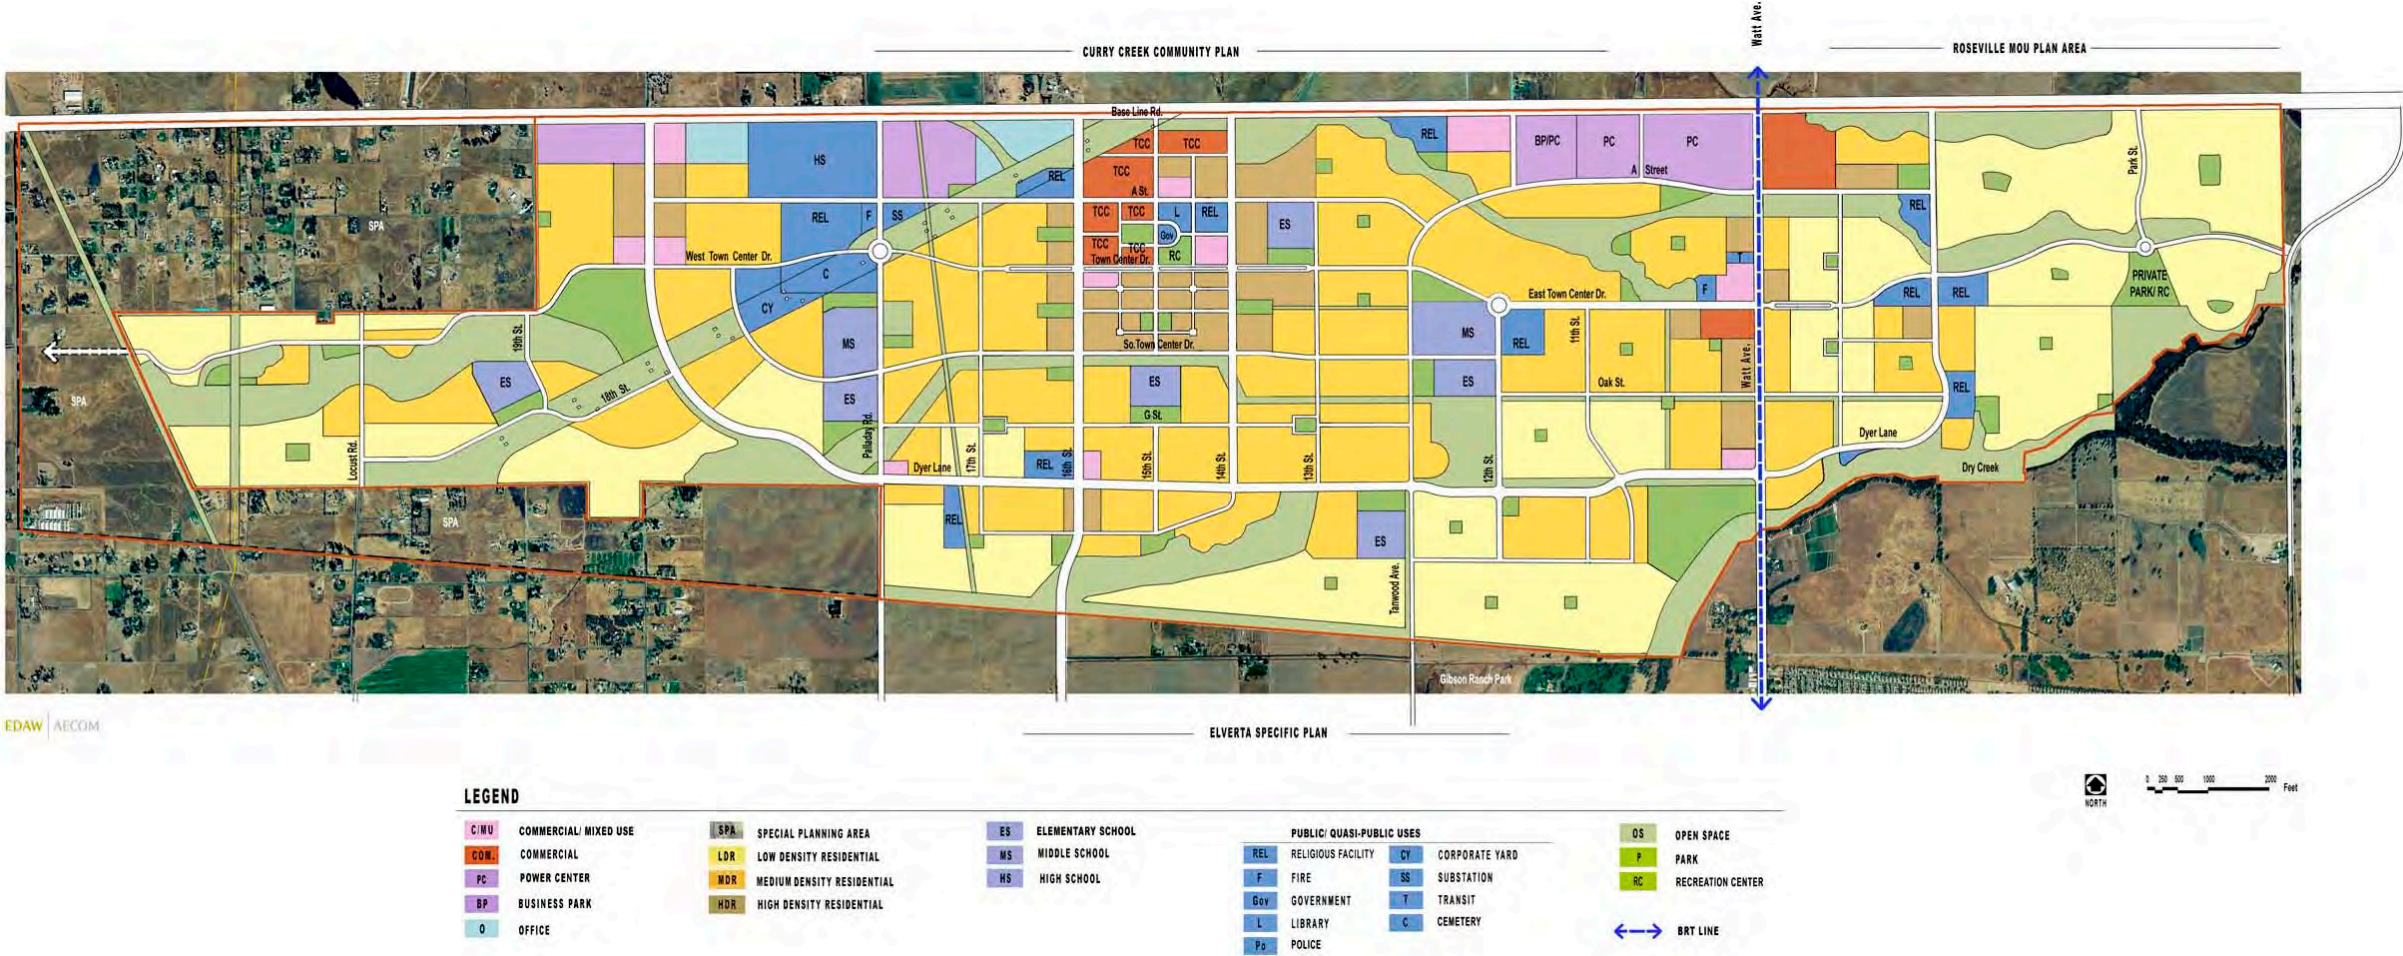 Watt Ave.
CURRY CREEK COMMUNITY PLAN
ROSEVILLE MOU PLAN AREA
Base Line Rd.
REL
BP/PC
PC
PC
TCC
TCC
HS
TCC
REL
A St.
A Street
Park St.
SPA
REL
F
SS
TCC
TCC
L
REL
ES
REL
Gov
TCC
TCC
RC
West Town Center Dr.
Town Center Dr.
T
C
CY
F
East Town Center Dr.
REL
REL
PRIVATE
PARK/ RC
19th St.
MS
So.Town Center Dr.
MS
REL
11th St.
Watt Ave.
SPA
ES
18th St.
ES
ES
ES
Oak St.
REL
G St.
Locust Rd.
Palladay Rd.
Dyer Lane
17th St.
REL
16th St.
15th St.
14th St.
13th St.
12th St.
Dyer Lane
Dry Creek
SPA
REL
ES
Tanwood Ave.
Gibson Ranch Park
EDAW AECOM
ELVERTA SPECIFIC PLAN
NORTH
0 250 500 1000 2000 Feet
LEGEND
C/MU COMMERCIAL/ MIXED USE
COM. COMMERCIAL
PC POWER CENTER
BP BUSINESS PARK
O OFFICE
SPA SPECIAL PLANNING AREA
LDR LOW DENSITY RESIDENTIAL
MDR MEDIUM DENSITY RESIDENTIAL
HDR HIGH DENSITY RESIDENTIAL
ES ELEMENTARY SCHOOL
MS MIDDLE SCHOOL
HS HIGH SCHOOL
PUBLIC/ QUASI-PUBLIC USES
REL RELIGIOUS FACILITY
F FIRE
Gov GOVERNMENT
L LIBRARY
Po POLICE
CY CORPORATE YARD
SS SUBSTATION
T TRANSIT
C CEMETERY
OS OPEN SPACE
P PARK
RC RECREATION CENTER
BRT LINE